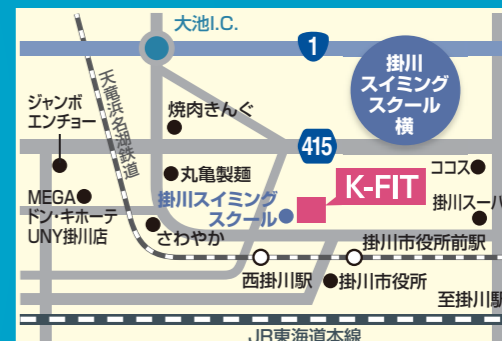 大池I.C.
1
掛川
スイミング
スクール
横
天竜浜名湖鉄道
ジャンボ
エンチョー
焼肉きんぐ
415
丸亀製麺
ココス
K-FIT
MEGA
ドン・キホーテ
UNY掛川店
掛川スイミング
スクール
掛川スーパ
さわやか
掛川市役所前駅
西掛川駅
掛川市役所
至掛川駅
JR東海道本線